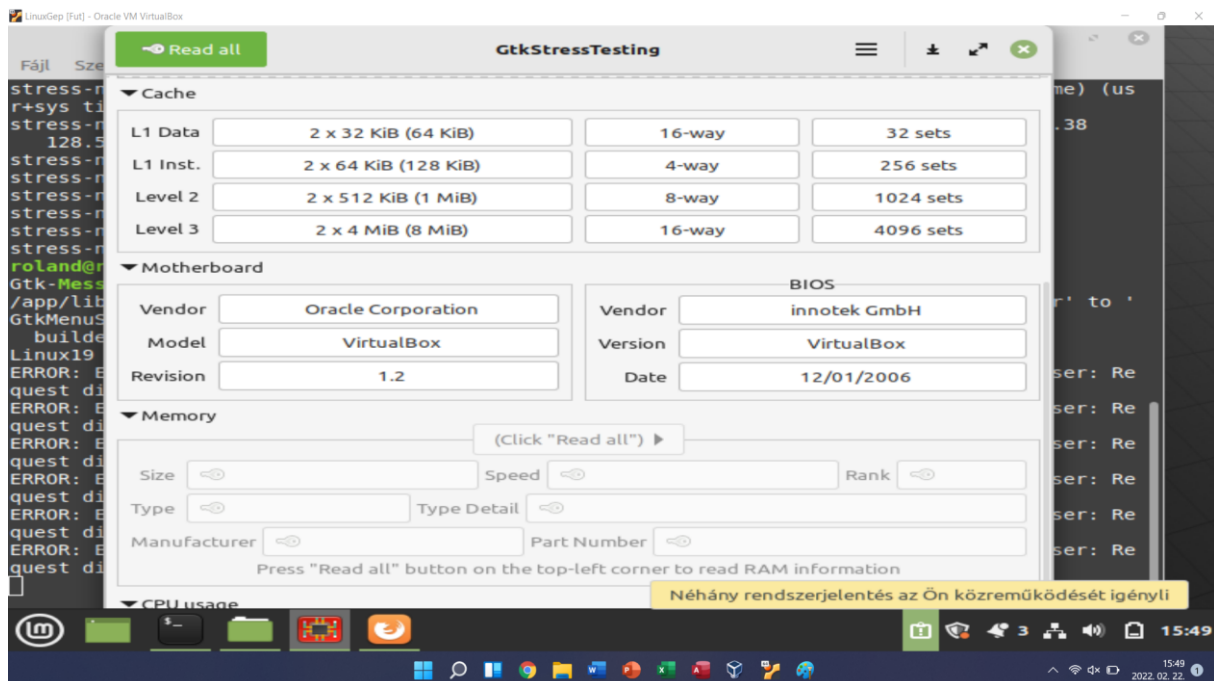 LinuxGep [Fut] - Oracle VM VirtualBox
Read all
GtkStressTesting
Fájl Sze
Cache
L1 Data 2 x 32 KiB (64 KiB) 16-way 32 sets
L1 Inst. 2 x 64 KiB (128 KiB) 4-way 256 sets
Level 2 2 x 512 KiB (1 MiB) 8-way 1024 sets
Level 3 2 x 4 MiB (8 MiB) 16-way 4096 sets
Motherboard
BIOS
Vendor Oracle Corporation Vendor innotek GmbH
Model VirtualBox Version VirtualBox
Revision 1.2 Date 12/01/2006
Memory
(Click "Read all")
Size Speed Rank
Type Type Detail
Manufacturer Part Number
Press "Read all" button on the top-left corner to read RAM information
CPU usage
stress-n
me) (us
r+sys ti
stress-n
.38
128.5
stress-n
stress-n
stress-n
stress-n
stress-n
stress-n
roland@r
Gtk-Mess
/app/lib
r' to '
GtkMenuS
builde
Linux19
ERROR: E
ser: Re
quest di
ERROR: E
ser: Re
quest di
ERROR: E
ser: Re
quest di
ERROR: E
ser: Re
quest di
ERROR: E
ser: Re
quest di
ERROR: E
ser: Re
quest di
Néhány rendszerjelentés az Ön közreműködését igényli
3 15:49
15:49
2022. 02. 22. 1